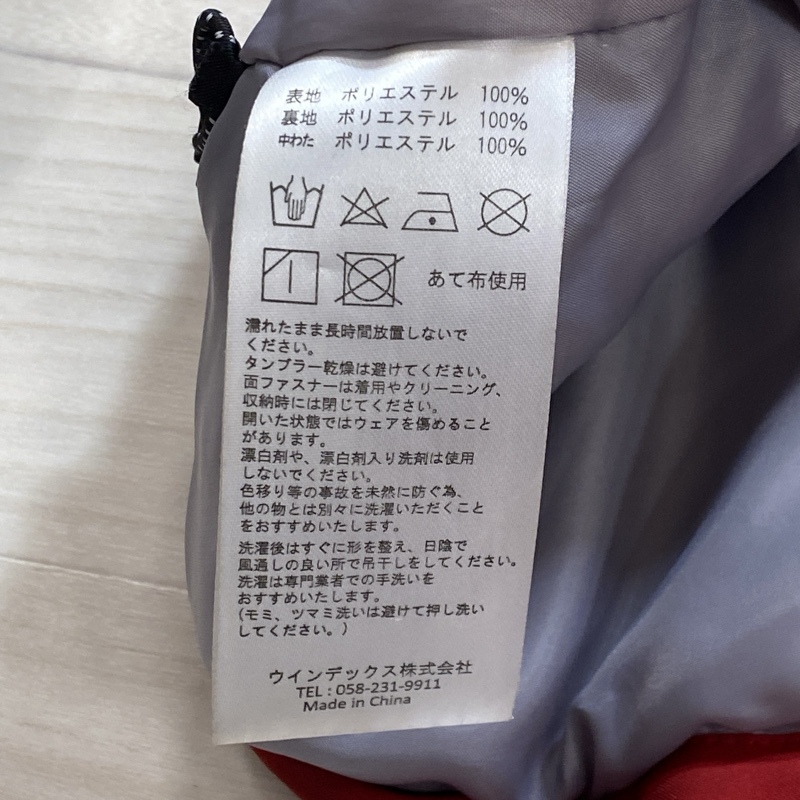 表地 ポリエステル 100%
裏地 ポリエステル 100%
中わた ポリエステル 100%
あて布使用
濡れたまま長時間放置しないで
ください。
タンブラー乾燥は避けてください。
面ファスナーは着用やクリーニング、
収納時には閉じてください。
開いた状態ではウェアを傷めること
があります。
漂白剤や、漂白剤入り洗剤は使用
しないでください。
色移り等の事故を未然に防ぐ為、
他の物とは別々に洗濯いただくこと
をおすすめいたします。
洗濯後はすぐに形を整え、日陰で
風通しの良い所で吊干しをしてください。
洗濯は専門業者での手洗いを
おすすめいたします。
(モミ、ツマミ洗いは避けて押し洗い
してください。)
ウインデックス株式会社
TEL : 058-231-9911
Made in China